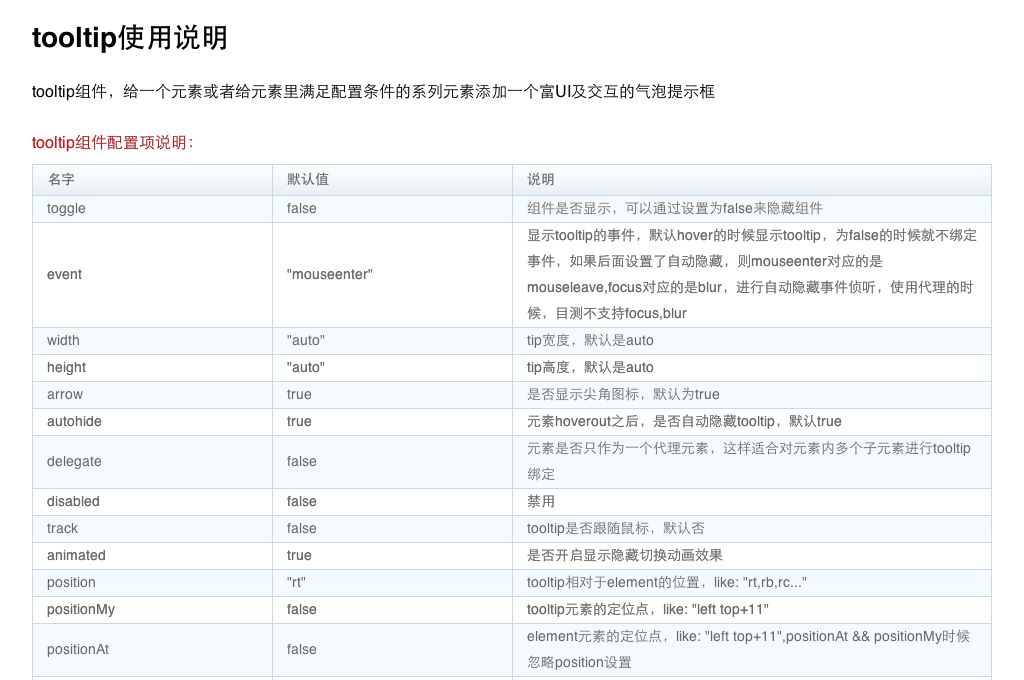 tooltip使用说明
tooltip组件，给一个元素或者给元素里满足配置条件的系列元素添加一个富UI及交互的气泡提示框
tooltip组件配置项说明：
名字 默认值 说明
toggle false 组件是否显示，可以通过设置为false来隐藏组件
event "mouseenter" 显示tooltip的事件，默认hover的时候显示tooltip，为false的时候就不绑定
事件，如果后面设置了自动隐藏，则mouseenter对应的是
mouseleave,focus对应的是blur，进行自动隐藏事件侦听，使用代理的时
候，目测不支持focus,blur
width "auto" tip宽度，默认是auto
height "auto" tip高度，默认是auto
arrow true 是否显示尖角图标，默认为true
autohide true 元素hoverout之后，是否自动隐藏tooltip，默认true
delegate false 元素是否只作为一个代理元素，这样适合对元素内多个子元素进行tooltip
绑定
disabled false 禁用
track false tooltip是否跟随鼠标，默认否
animated true 是否开启显示隐藏切换动画效果
position "rt" tooltip相对于element的位置，like: "rt,rb,rc..."
positionMy false tooltip元素的定位点，like: "left top+11"
positionAt false element元素的定位点，like: "left top+11",positionAt && positionMy时候
忽略position设置